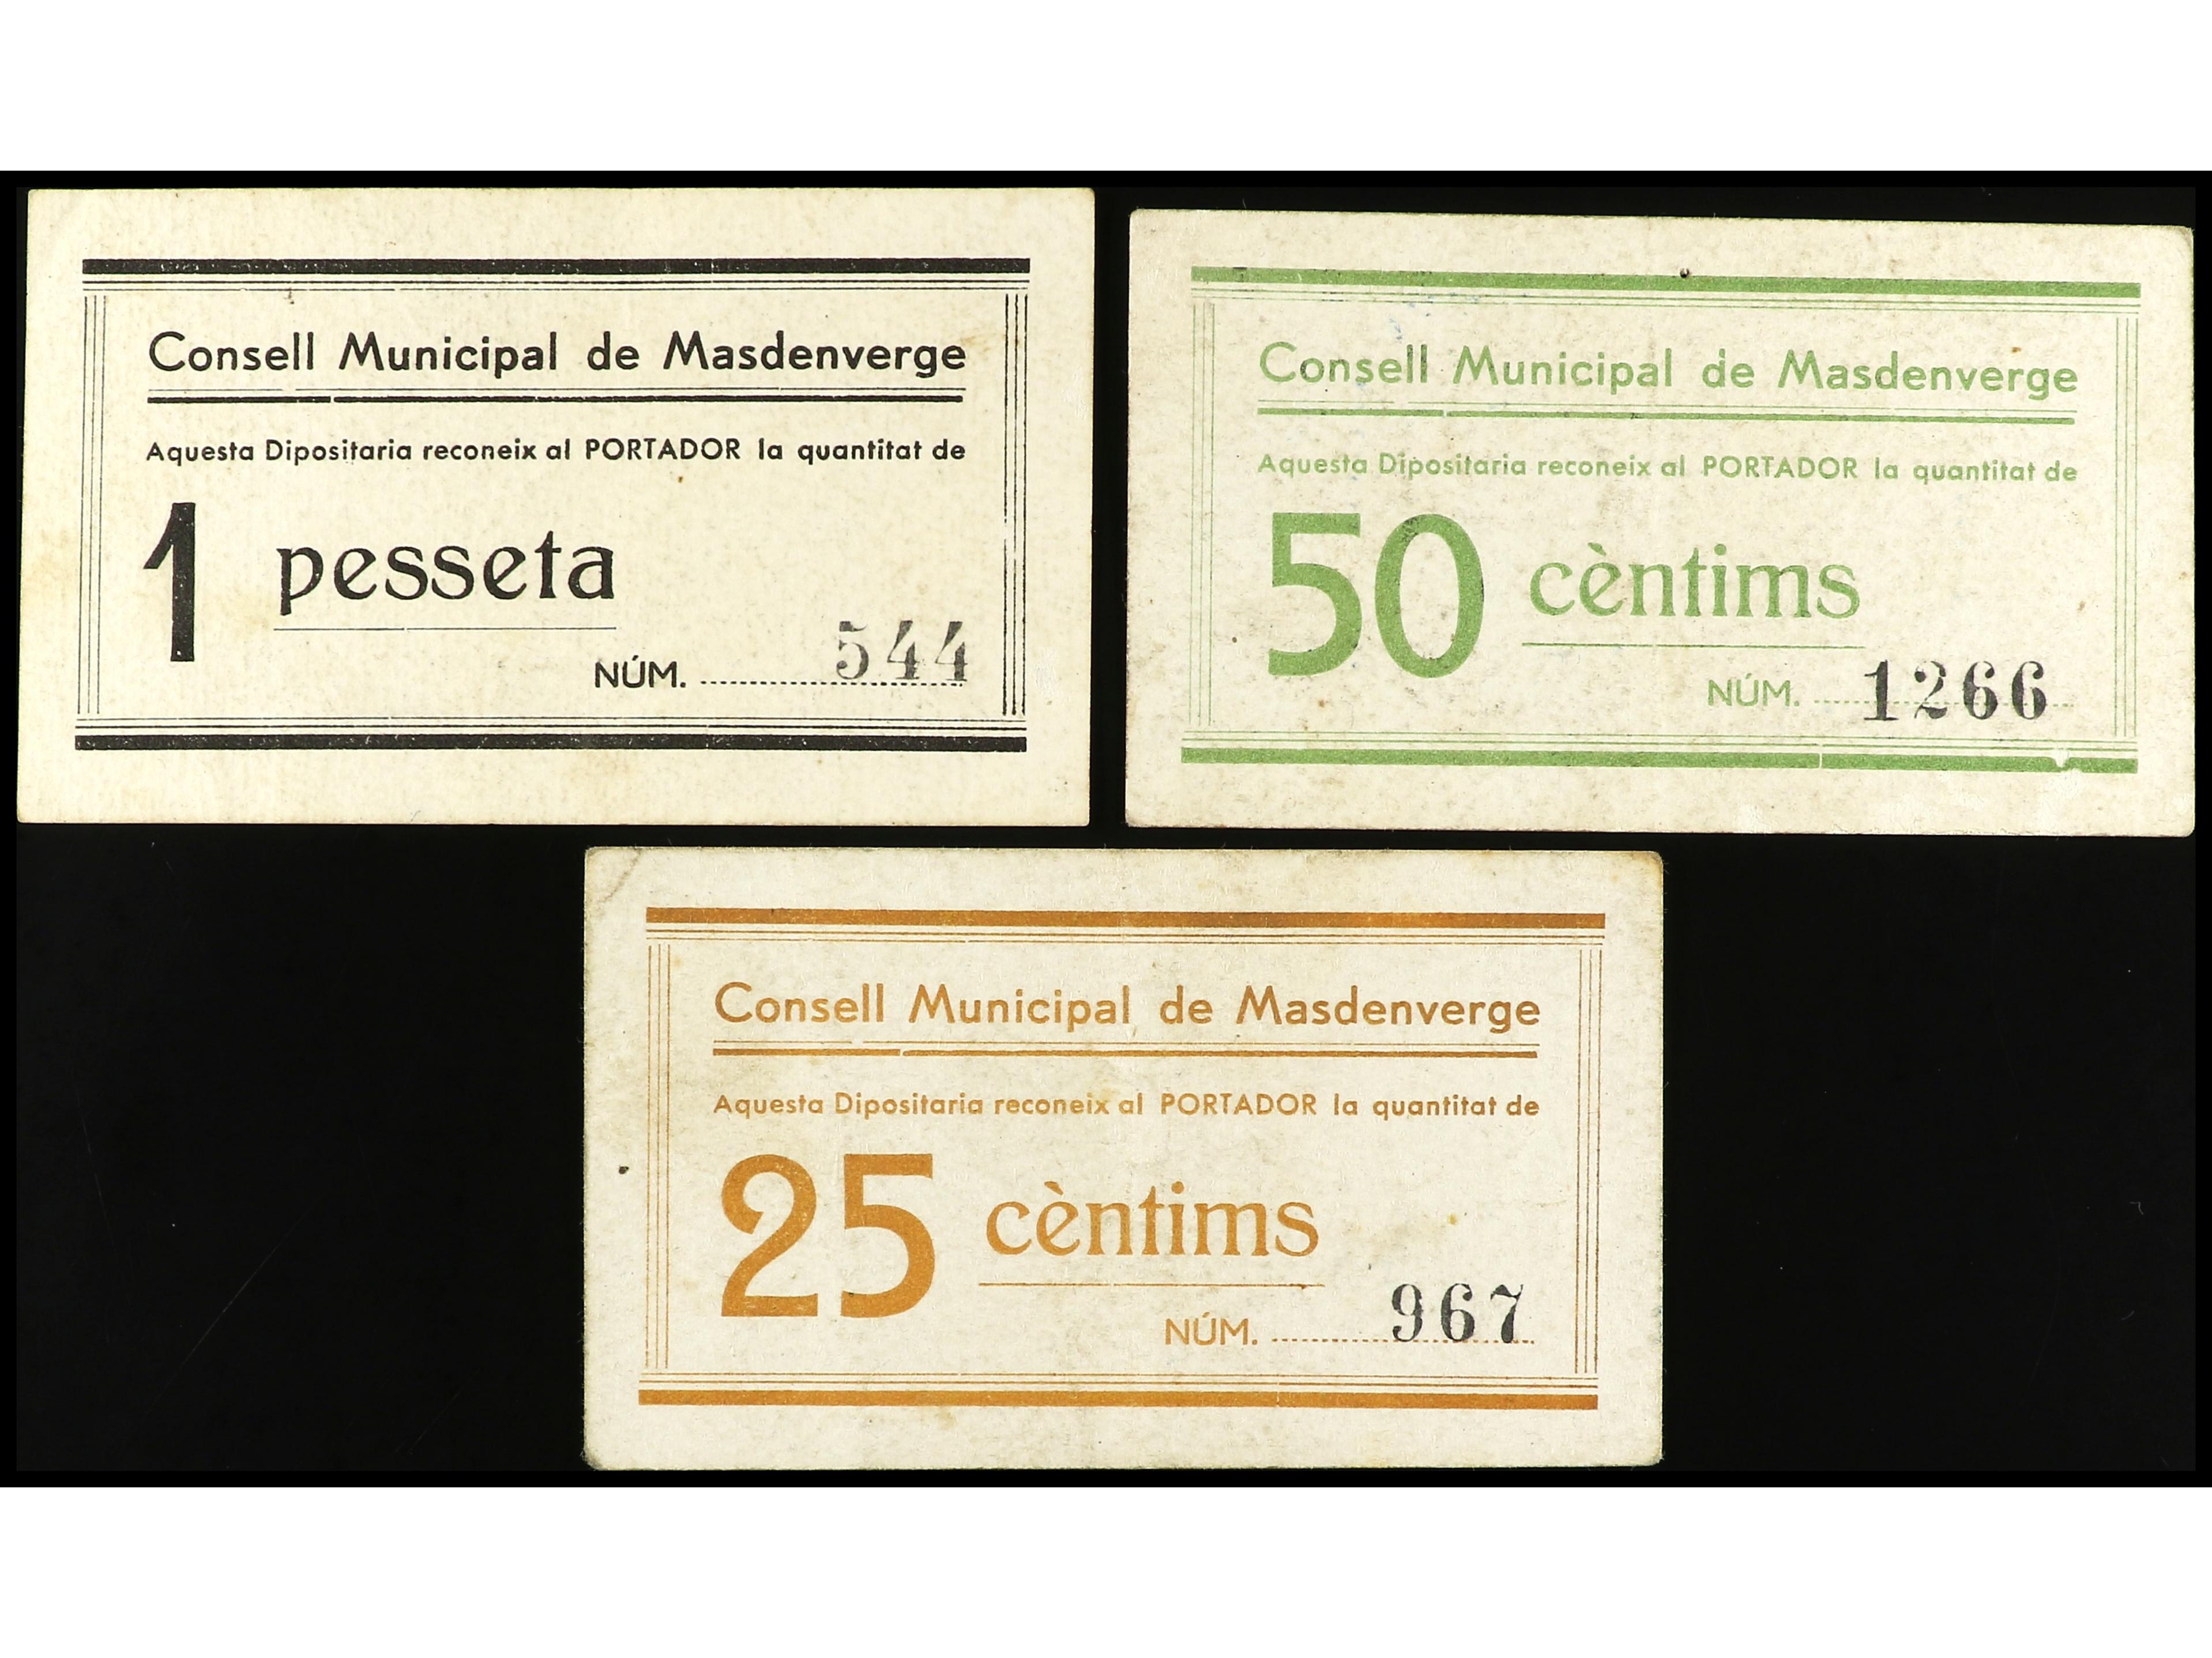 Consell Municipal de Masdenverge
Aquesta Dipositaria reconeix al PORTADOR la quantitat de
1 pesseta
NÚM. 544
Consell Municipal de Masdenverge
Aquesta Dipositaria reconeix al PORTADOR la quantitat de
50 cèntims
NÚM. 1266
Consell Municipal de Masdenverge
Aquesta Dipositaria reconeix al PORTADOR la quantitat de
25 cèntims
NÚM. 967